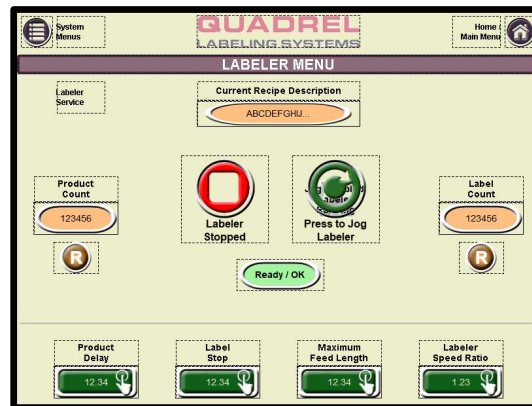 System
Menus
QUADREL
LABELING SYSTEMS
Home /
Main Menu
LABELER MENU
Labeler
Service
Current Recipe Description
ABCDEFGHIJ...
Product
Count
123456
R
Labeler
Stopped
Press to Jog
Labeler
Label
Count
123456
R
Ready / OK
Product
Delay
12.34
Label
Stop
12.34
Maximum
Feed Length
12.34
Labeler
Speed Ratio
1.23